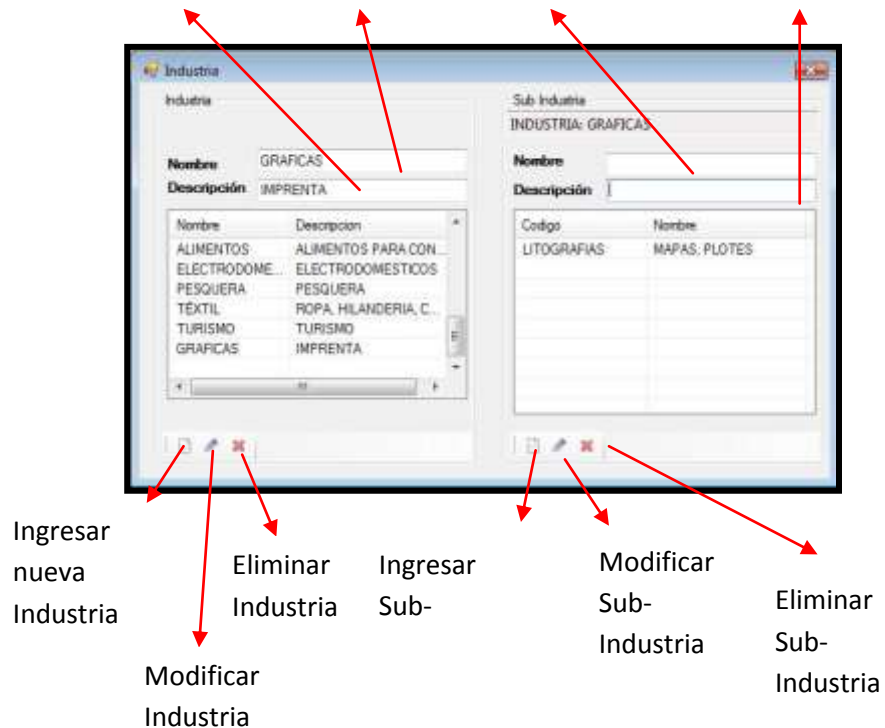 Industria
Industria
Sub Industria
INDUSTRIA: GRAFICAS
Nombre GRAFICAS
Nombre
Descripción IMPRENTA
Descripción
Nombre Descripcion
ALIMENTOS ALIMENTOS PARA CON...
ELECTRODOME... ELECTRODOMESTICOS
PESQUERA PESQUERA
TÉXTIL ROPA, HILANDERIA, C...
TURISMO TURISMO
GRAFICAS IMPRENTA
Codigo Nombre
LITOGRAFIAS MAPAS, PLOTES
Ingresar
nueva
Industria
Modificar
Industria
Eliminar
Industria
Ingresar
Sub-
Modificar
Sub-
Industria
Eliminar
Sub-
Industria